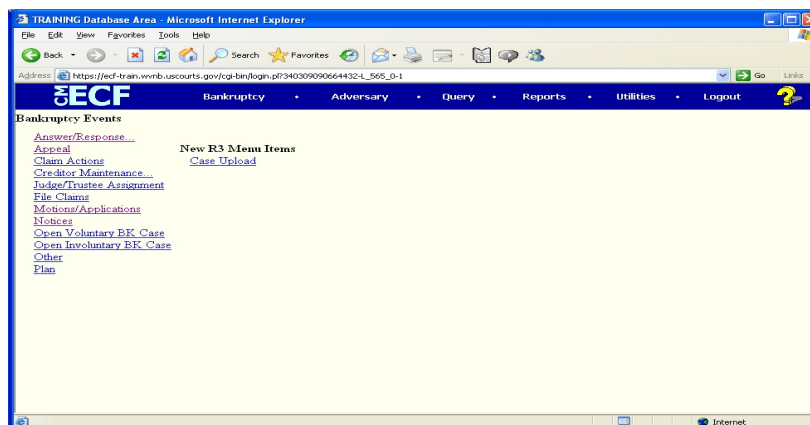 TRAINING Database Area - Microsoft Internet Explorer
File Edit View Favorites Tools Help
Back Search Favorites
Address https://ecf-train.wvnb.uscourts.gov/cgi-bin/login.pl?340309090664432-L_565_0-1 Go Links
CM ECF Bankruptcy • Adversary • Query • Reports • Utilities • Logout ?
Bankruptcy Events
Answer/Response...
Appeal New R3 Menu Items
Claim Actions Case Upload
Creditor Maintenance...
Judge/Trustee Assignment
File Claims
Motions/Applications
Notices
Open Voluntary BK Case
Open Involuntary BK Case
Other
Plan
Internet